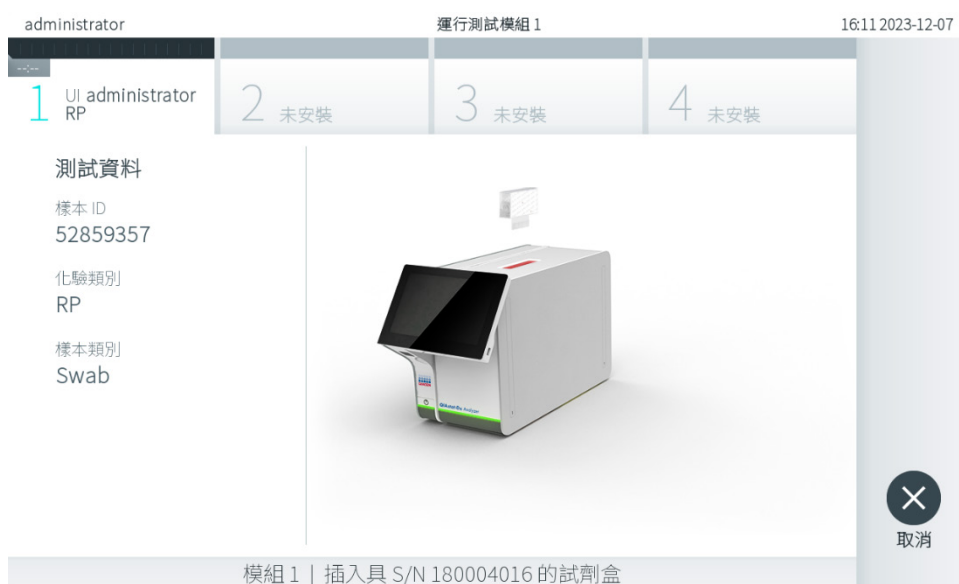 administrator
運行測試模組 1
16:11 2023-12-07
--:--
1
UI administrator
RP
2 未安裝
3 未安裝
4 未安裝
測試資料
樣本 ID
52859357
化驗類別
RP
樣本類別
Swab
取消
模組 1 | 插入具 S/N 180004016 的試劑盒